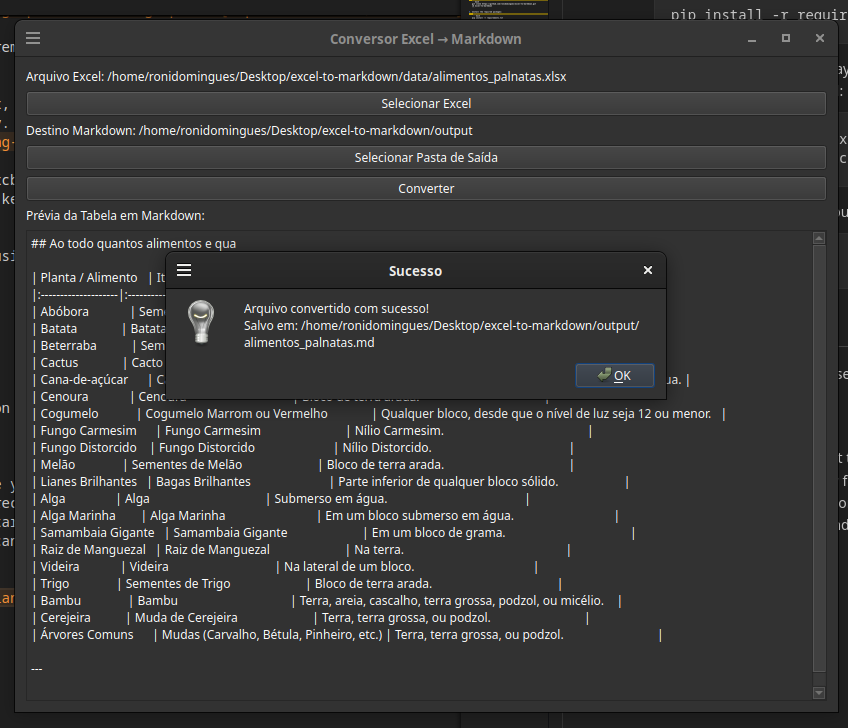 pip install -r requir
Conversor Excel → Markdown
Arquivo Excel: /home/ronidomingues/Desktop/excel-to-markdown/data/alimentos_palnatas.xlsx
Selecionar Excel
Destino Markdown: /home/ronidomingues/Desktop/excel-to-markdown/output
Selecionar Pasta de Saída
Converter
Prévia da Tabela em Markdown:
## Ao todo quantos alimentos e qua
Sucesso
Arquivo convertido com sucesso!
Salvo em: /home/ronidomingues/Desktop/excel-to-markdown/output/
alimentos_palnatas.md
OK
| Planta / Alimento | It
|:--------------------|:----------
| Abóbora | Sem
| Batata | Batata
| Beterraba | Sem
| Cactus | Cacto
| Cana-de-açúcar | C ua. |
| Cenoura | Cenoura | Bloco de terra arada. |
| Cogumelo | Cogumelo Marrom ou Vermelho | Qualquer bloco, desde que o nível de luz seja 12 ou menor. |
| Fungo Carmesim | Fungo Carmesim | Nílio Carmesim. |
| Fungo Distorcido | Fungo Distorcido | Nílio Distorcido. |
| Melão | Sementes de Melão | Bloco de terra arada. |
| Lianes Brilhantes | Bagas Brilhantes | Parte inferior de qualquer bloco sólido. |
| Alga | Alga | Submerso em água. |
| Alga Marinha | Alga Marinha | Em um bloco submerso em água. |
| Samambaia Gigante | Samambaia Gigante | Em um bloco de grama. |
| Raiz de Manguezal | Raiz de Manguezal | Na terra. |
| Videira | Videira | Na lateral de um bloco. |
| Trigo | Sementes de Trigo | Bloco de terra arada. |
| Bambu | Bambu | Terra, areia, cascalho, terra grossa, podzol, ou micélio. |
| Cerejeira | Muda de Cerejeira | Terra, terra grossa, ou podzol. |
| Árvores Comuns | Mudas (Carvalho, Bétula, Pinheiro, etc.) | Terra, terra grossa, ou podzol. |
---